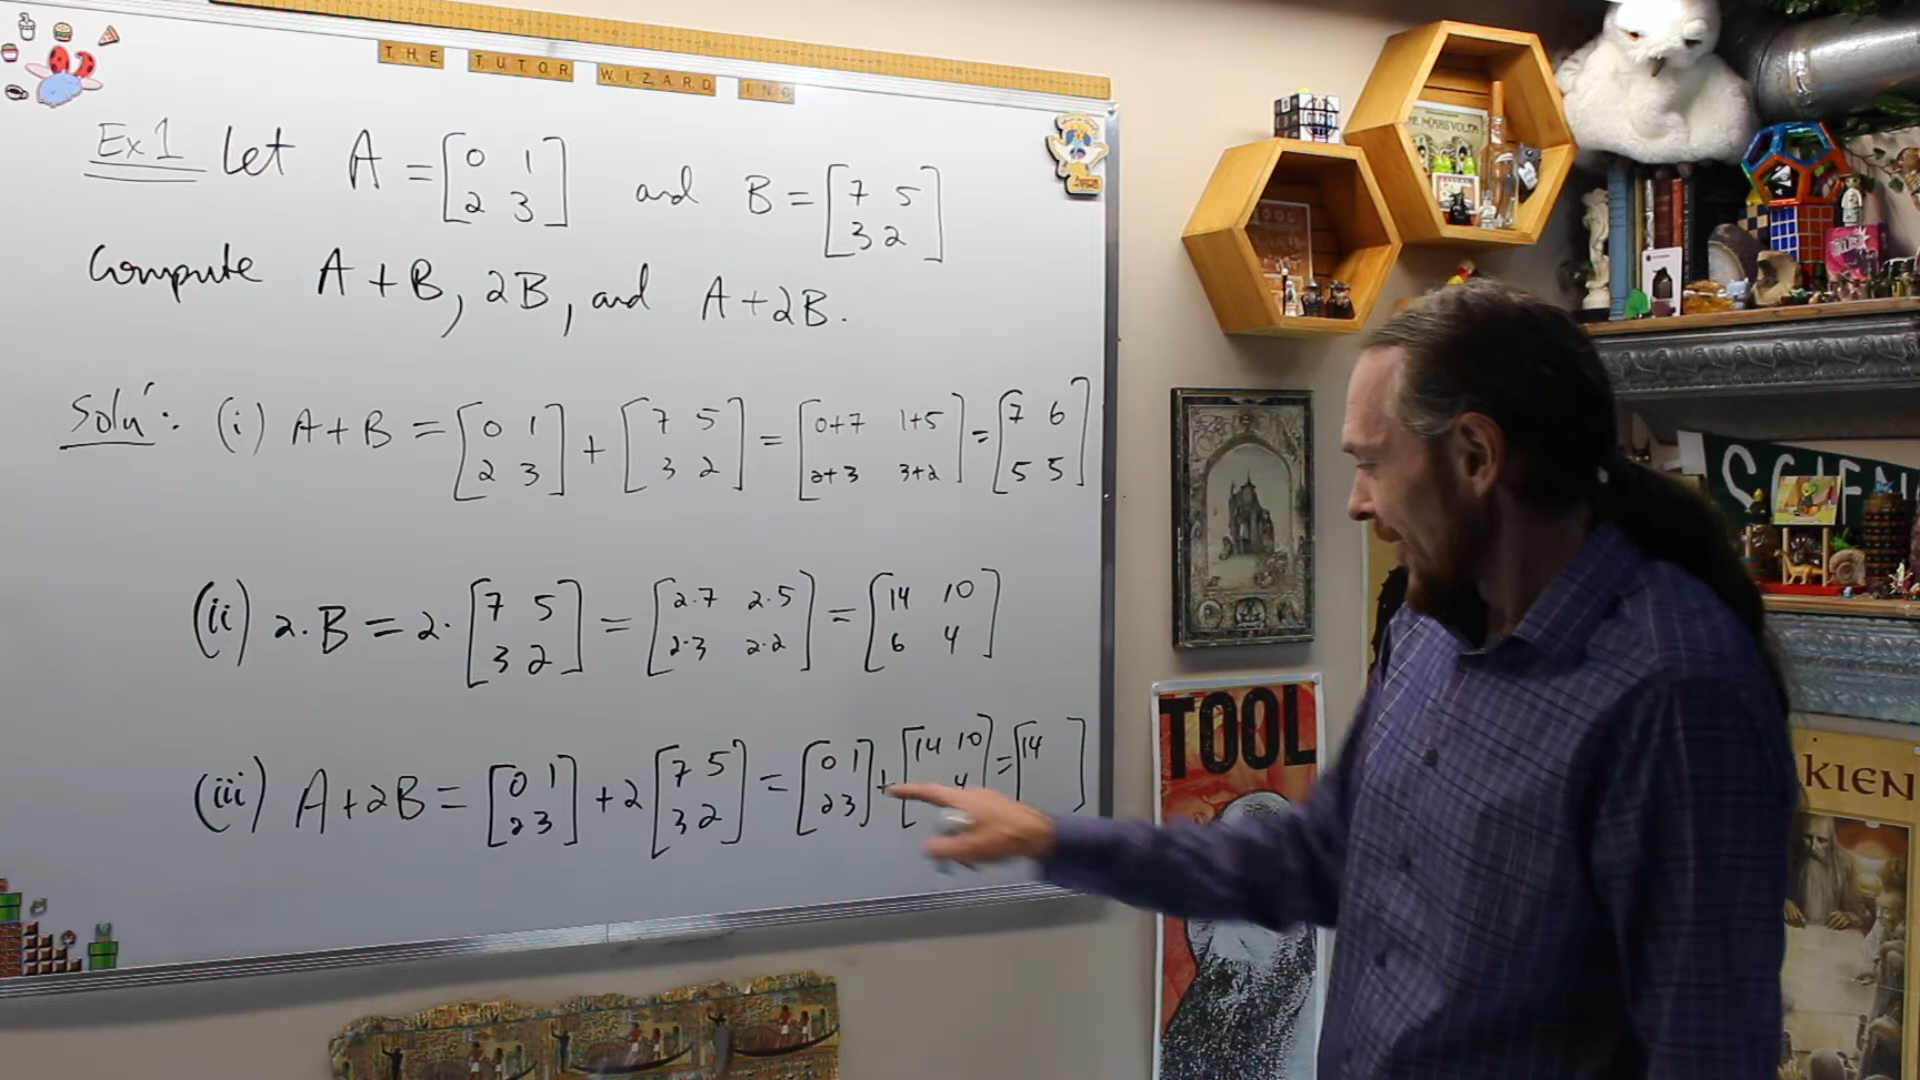 THE TUTOR WIZARD INC
Ex 1 Let A = [0 1
2 3] and B = [7 5
3 2]
Compute A + B, 2B, and A + 2B.
Soln': (i) A + B = [0 1
2 3] + [7 5
3 2] = [0+7 1+5
2+3 3+2] = [7 6
5 5]
(ii) 2·B = 2·[7 5
3 2] = [2·7 2·5
2·3 2·2] = [14 10
6 4]
(iii) A + 2B = [0 1
2 3] + 2[7 5
3 2] = [0 1
2 3] + [14 10
4] = [14
]
TOOL
TOOL
KIEN
SCIEN